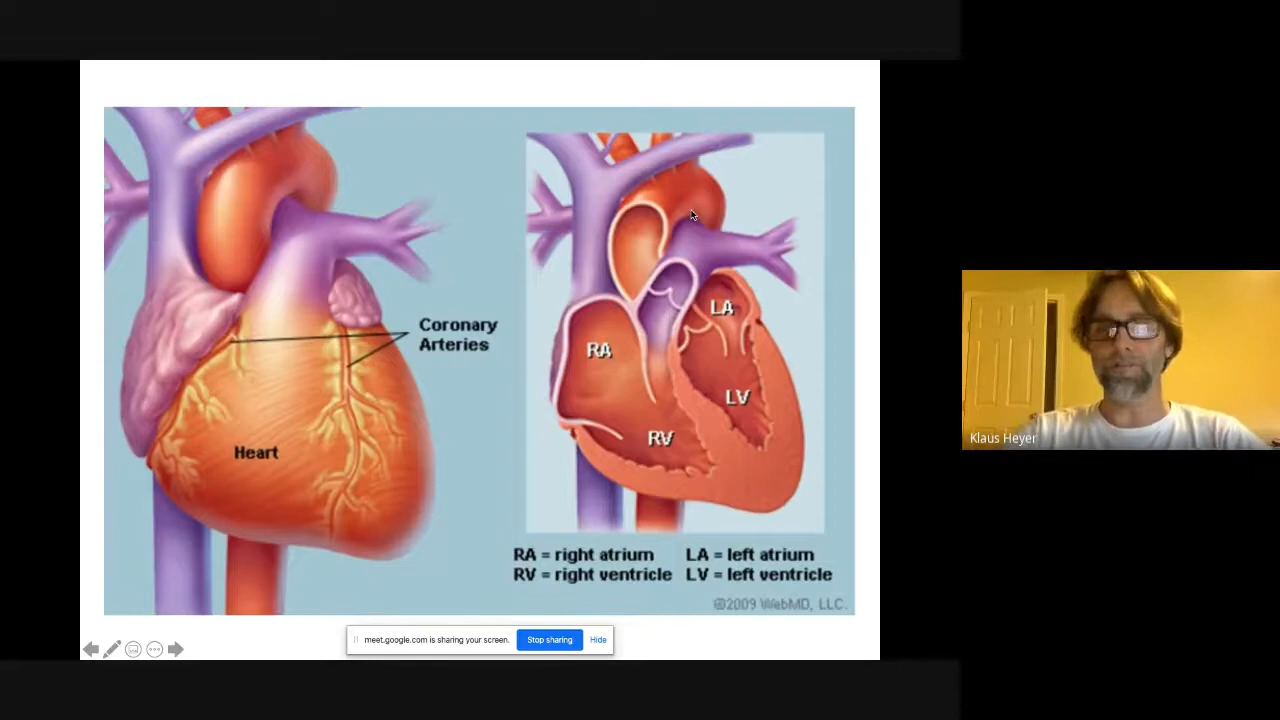 Coronary
Arteries
Heart
RA
LA
LV
RV
RA = right atrium LA = left atrium
RV = right ventricle LV = left ventricle
©2009 WebMD, LLC.
meet.google.com is sharing your screen. Stop sharing Hide
Klaus Heyer